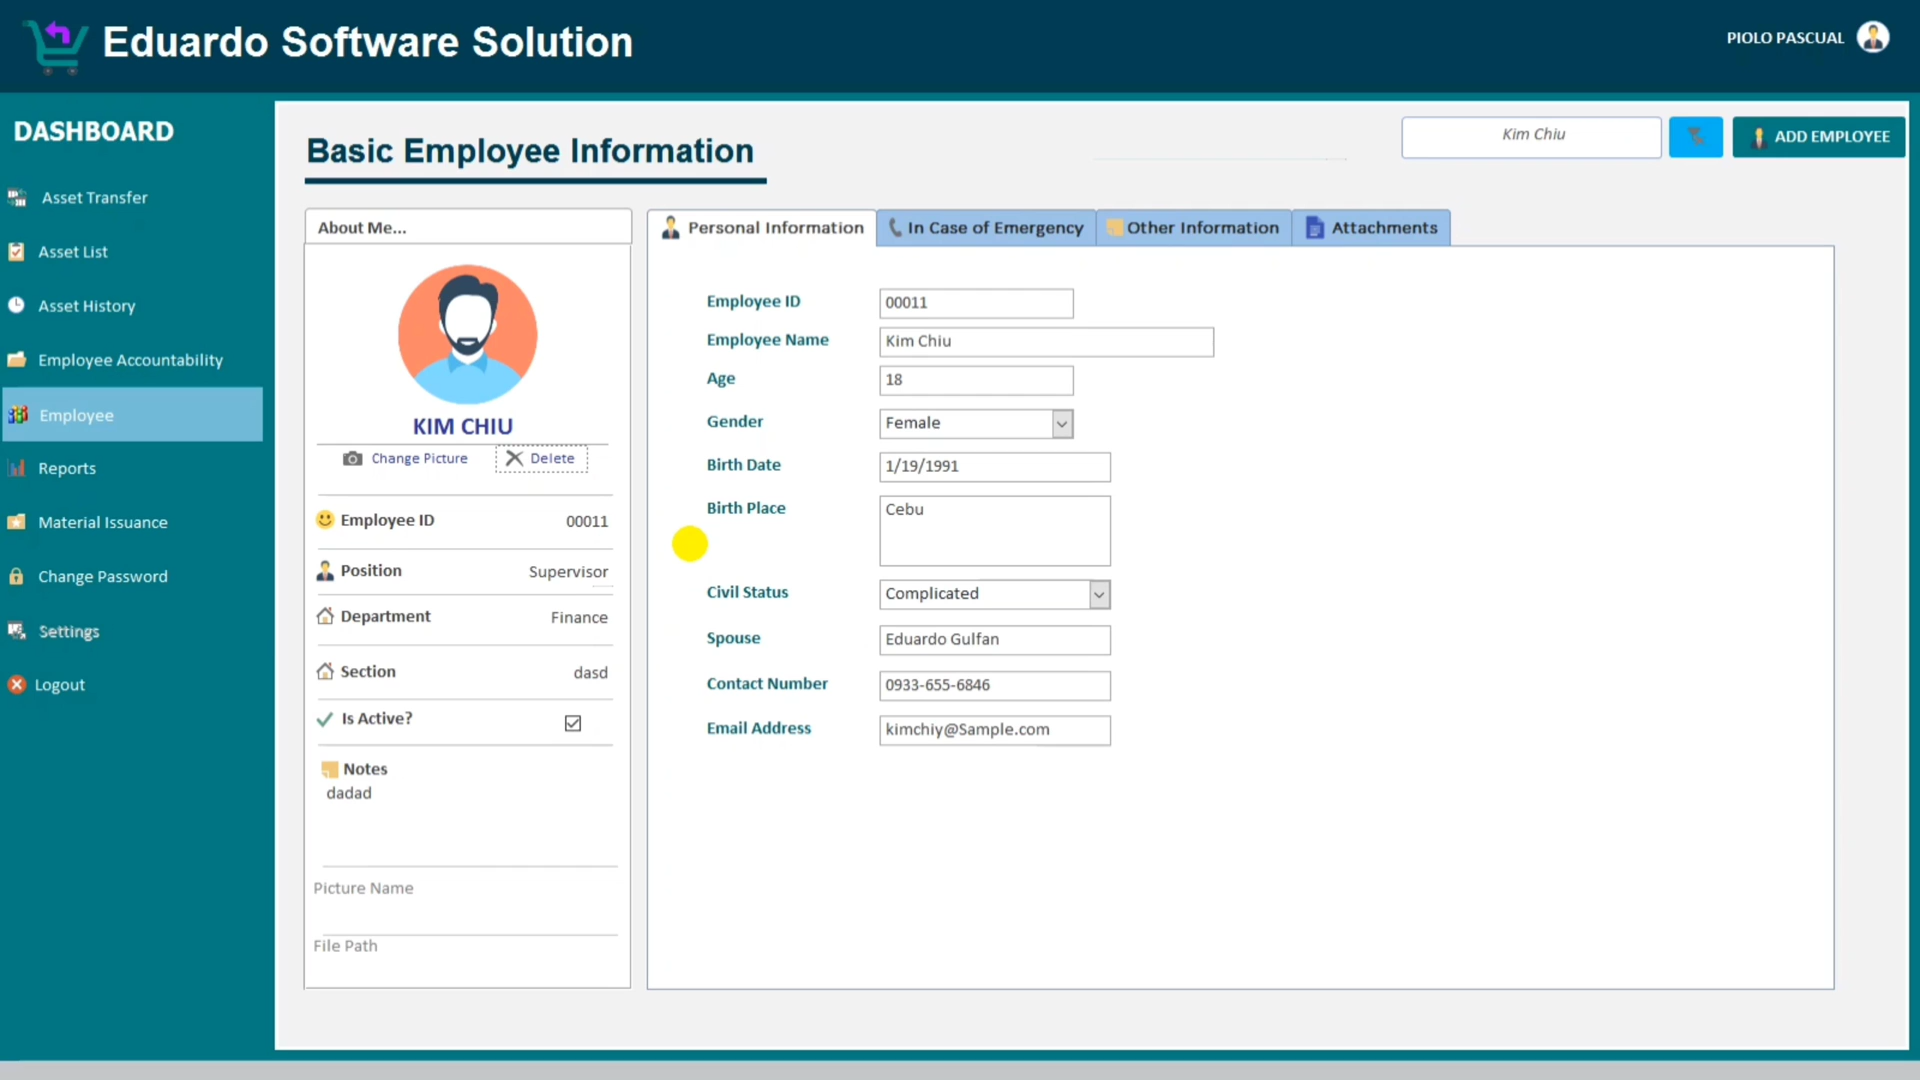 Eduardo Software Solution
PIOLO PASCUAL
DASHBOARD
Asset Transfer
Asset List
Asset History
Employee Accountability
Employee
Reports
Material Issuance
Change Password
Settings
Logout
Basic Employee Information
Kim Chiu
ADD EMPLOYEE
About Me...
KIM CHIU
Change Picture
Delete
Employee ID 00011
Position Supervisor
Department Finance
Section dasd
Is Active?
Notes
dadad
Picture Name
File Path
Personal Information
In Case of Emergency
Other Information
Attachments
Employee ID 00011
Employee Name Kim Chiu
Age 18
Gender Female
Birth Date 1/19/1991
Birth Place Cebu
Civil Status Complicated
Spouse Eduardo Gulfan
Contact Number 0933-655-6846
Email Address kimchiy@Sample.com